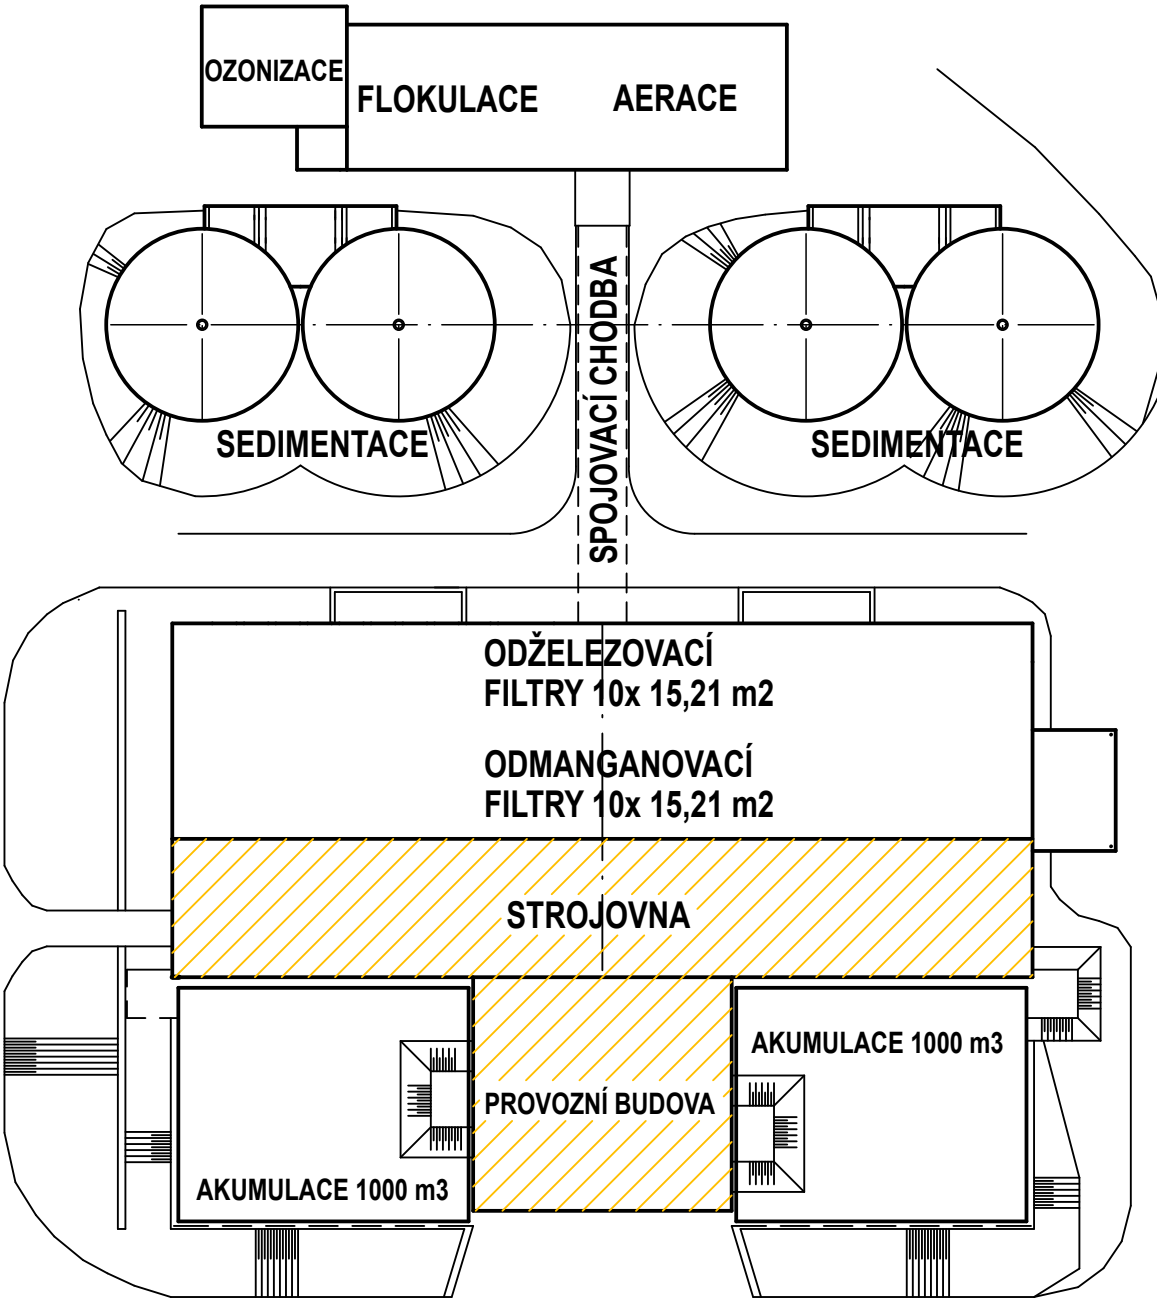 OZONIZACE
FLOKULACE
AERACE
SPOJOVACÍ CHODBA
SEDIMENTACE
SEDIMENTACE
ODŽELEZOVACÍ
FILTRY 10x 15,21 m2
ODMANGANOVACÍ
FILTRY 10x 15,21 m2
STROJOVNA
AKUMULACE 1000 m3
PROVOZNÍ BUDOVA
AKUMULACE 1000 m3